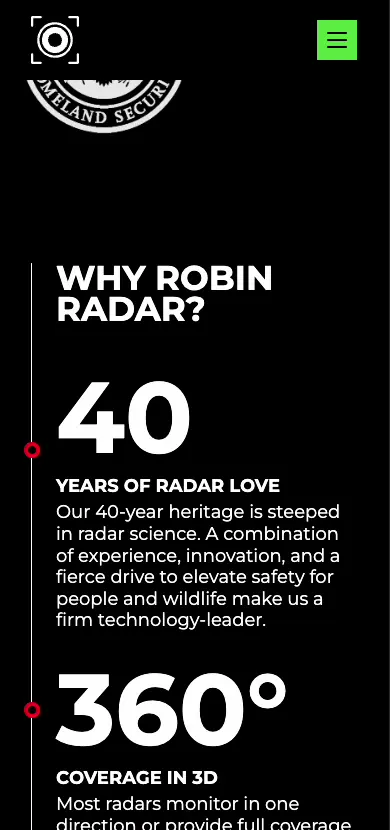 OMELAND SECURI
WHY ROBIN
RADAR?
40
YEARS OF RADAR LOVE
Our 40-year heritage is steeped
in radar science. A combination
of experience, innovation, and a
fierce drive to elevate safety for
people and wildlife make us a
firm technology-leader.
360°
COVERAGE IN 3D
Most radars monitor in one
direction or provide full coverage